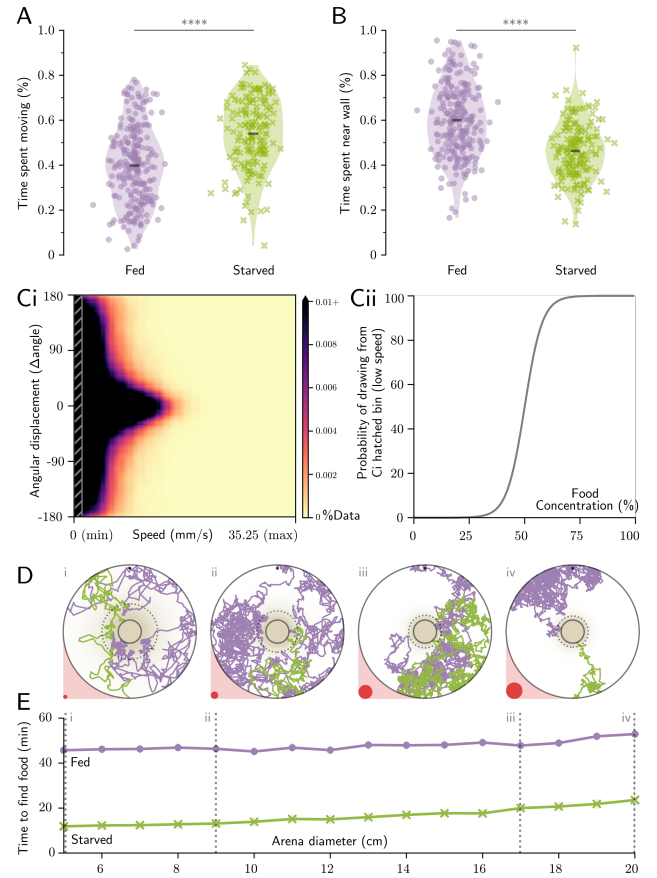 A
B
****
****
1.0
0.8
0.6
0.4
0.2
0
Time spent moving (%)
Fed
Starved
1.0
0.8
0.6
0.4
0.2
0
Time spent near wall (%)
Fed
Starved
Ci
Cii
180
90
0
-90
-180
Angular displacement (Δangle)
0 (min)
Speed (mm/s)
35.25 (max)
0.01+
0.008
0.006
0.004
0.002
0
%Data
100
80
60
40
20
0
Probability of drawing from
Ci hatched bin (low speed)
Food
Concentration (%)
0
25
50
75
100
D
i
ii
iii
iv
E
60
40
20
0
Time to find food (min)
i
ii
iii
iv
Fed
Starved
Arena diameter (cm)
6
8
10
12
14
16
18
20